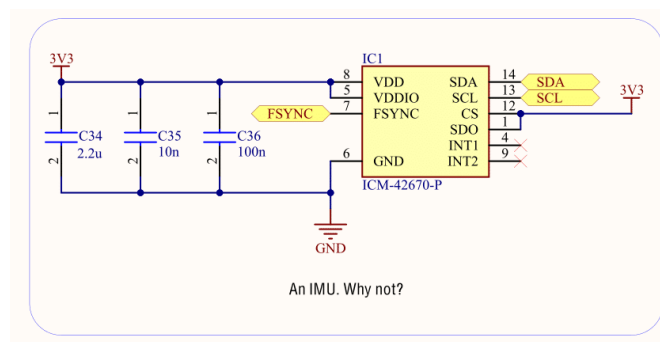 3V3
IC1
8 VDD SDA 14 SDA
5 VDDIO SCL 13 SCL
3V3
FSYNC 7 FSYNC CS 12
SDO 1
1 1 1
C34 C35 C36
2.2u 10n 100n
2 2 2
INT1 4
6 GND INT2 9
ICM-42670-P
GND
An IMU. Why not?